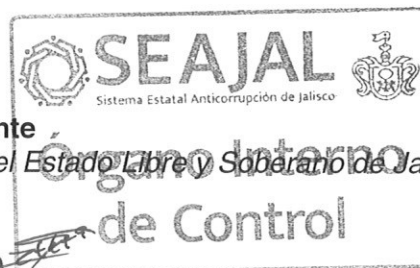 SEAJAL
Sistema Estatal Anticorrupción de Jalisco
nte
el Estado Libre y Soberano de Ja
Órgano Interno
de Control